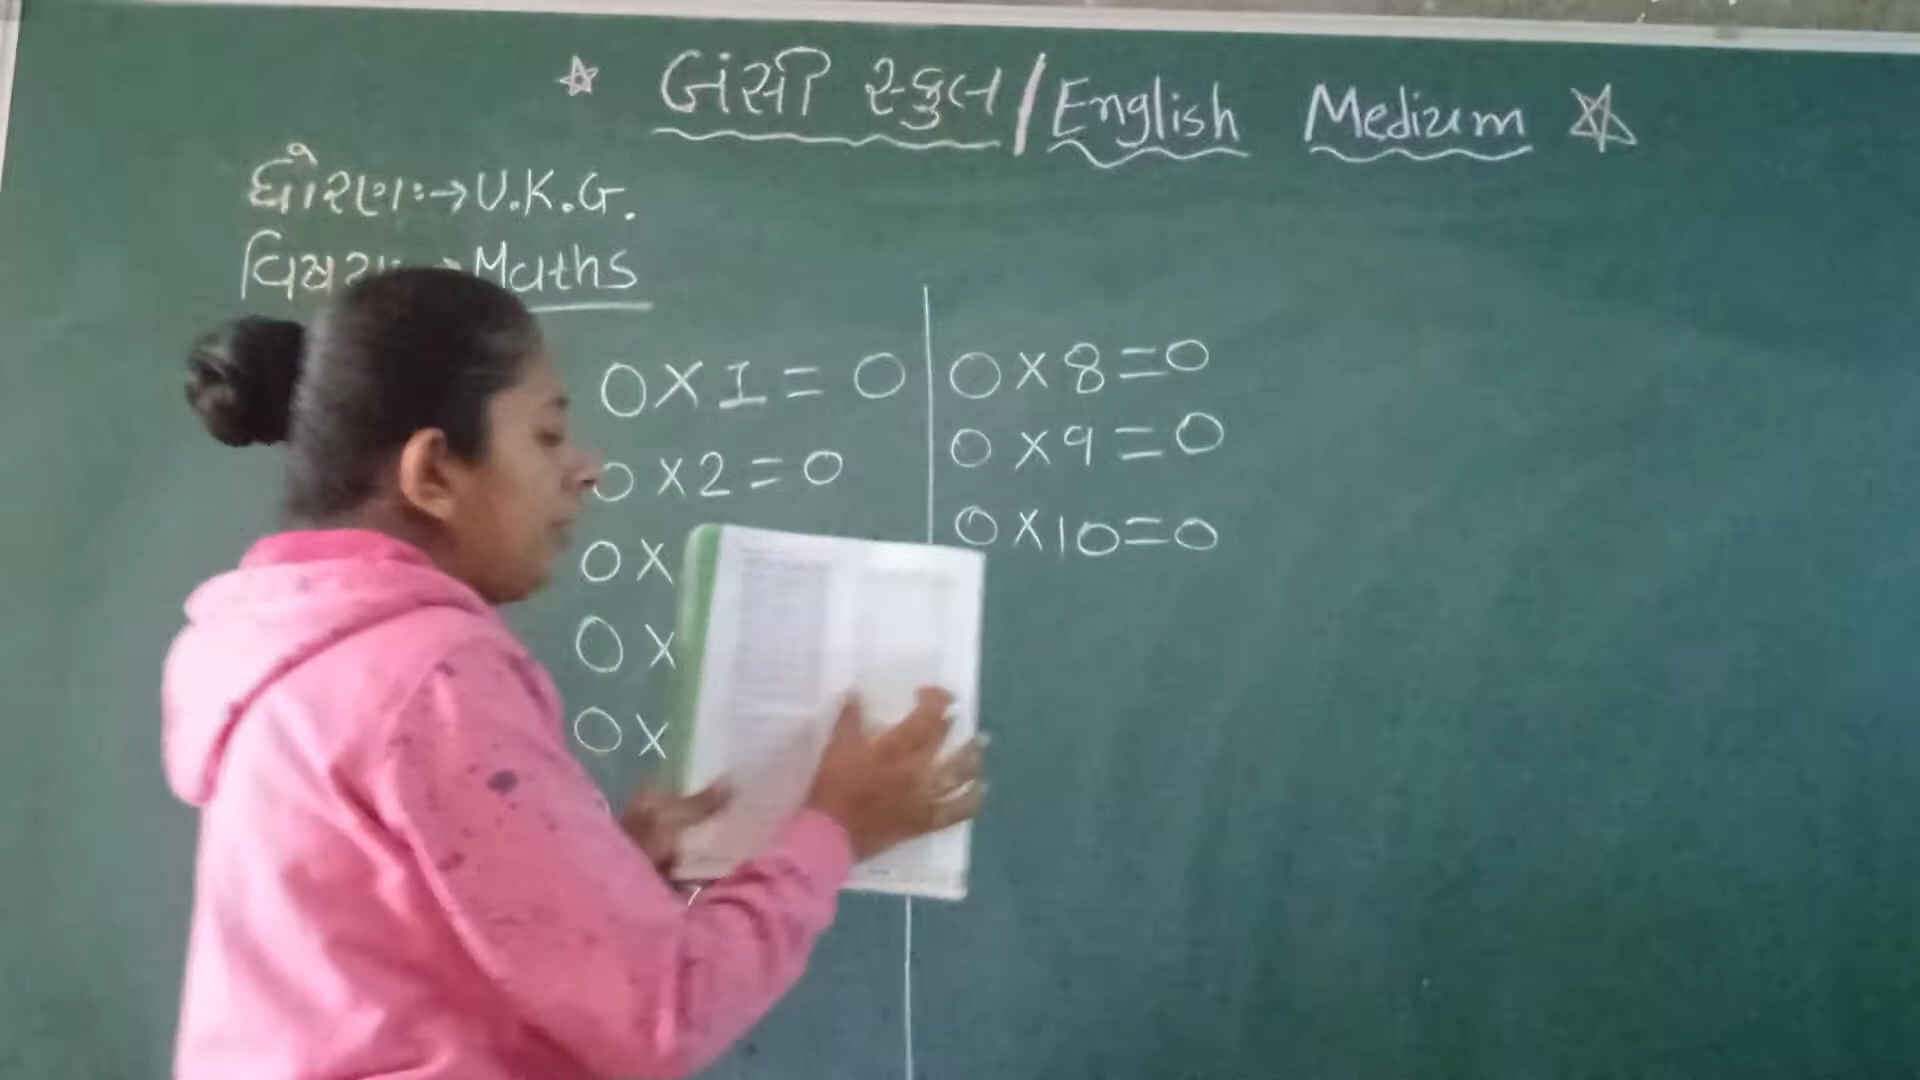 બંસી સ્કુલ / English Medium
ધોરણઃ→ U.K.G.
વિષય Maths
0 X 1 = 0
0 X 2 = 0
0 X
0 X
0 X
0 X 8 = 0
0 X 9 = 0
0 X 10 = 0